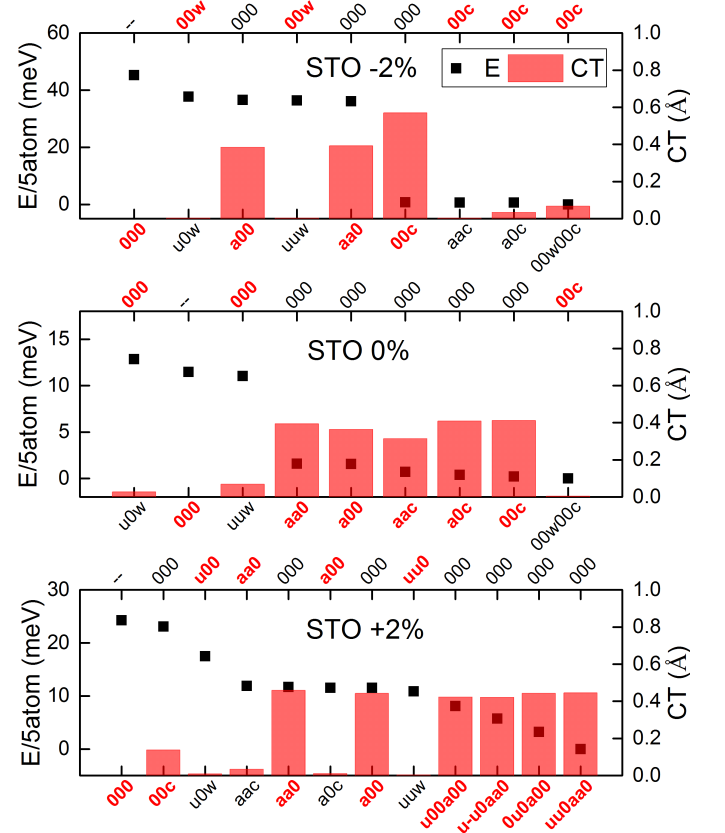 -- 00w 000 00w 000 000 00c 00c 00c
60 1.0
STO -2% E CT
40 0.8
0.6
20 0.4
0.2
0 0.0
E/5atom (meV) CT (Å)
000 u0w a00 uuw aa0 00c aac a0c 00w00c
000 -- 000 000 000 000 000 000 00c
1.0
15 STO 0% 0.8
10 0.6
5 0.4
0.2
0 0.0
E/5atom (meV) CT (Å)
u0w 000 uuw aa0 a00 aac a0c 00c 00w00c
-- 000 u00 aa0 000 a00 000 uu0 000 000 000 000
30 1.0
STO +2% 0.8
20 0.6
10 0.4
0.2
0 0.0
E/5atom (meV) CT (Å)
000 00c u0w aac aa0 a0c a00 uuw u00a00 u-u0aa0 0u0a00 uu0aa0